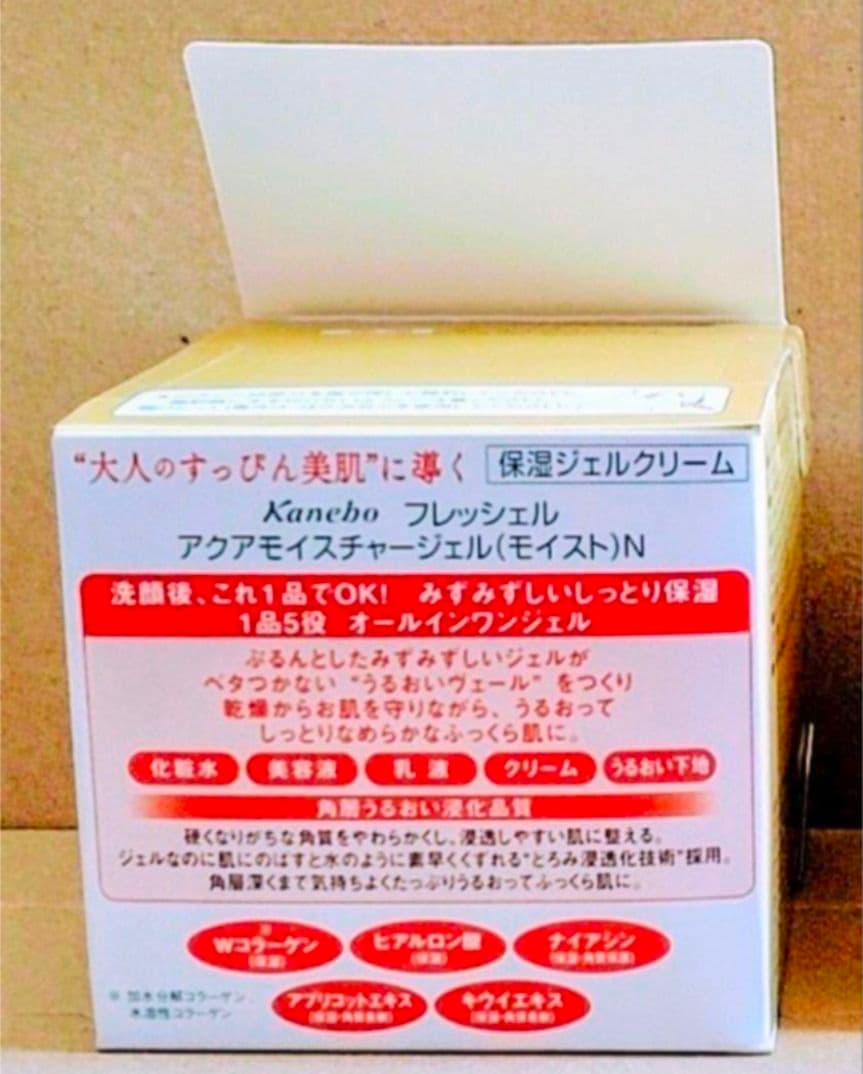 “大人のすっぴん美肌”に導く 保湿ジェルクリーム
Kanebo フレッシェル
アクアモイスチャージェル(モイスト)N
洗顔後、これ1品でOK! みずみずしいしっとり保湿
1品5役 オールインワンジェル
ぷるんとしたみずみずしいジェルが
ベタつかない“うるおいヴェール”をつくり
乾燥からお肌を守りながら、うるおって
しっとりなめらかなふっくら肌に。
化粧水 美容液 乳液 クリーム うるおい下地
角層うるおい浸化品質
硬くなりがちな角質をやわらかくし、浸透しやすい肌に整える。
ジェルなのに肌にのばすと水のように素早くくずれる“とろみ浸透化技術”採用。
角層深くまで気持ちよくたっぷりうるおってふっくら肌に。
※
Wコラーゲン ヒアルロン酸 ナイアシン
(保湿) (保湿)
※ 加水分解コラーゲン、
水溶性コラーゲン
アプリコットエキス キウイエキス